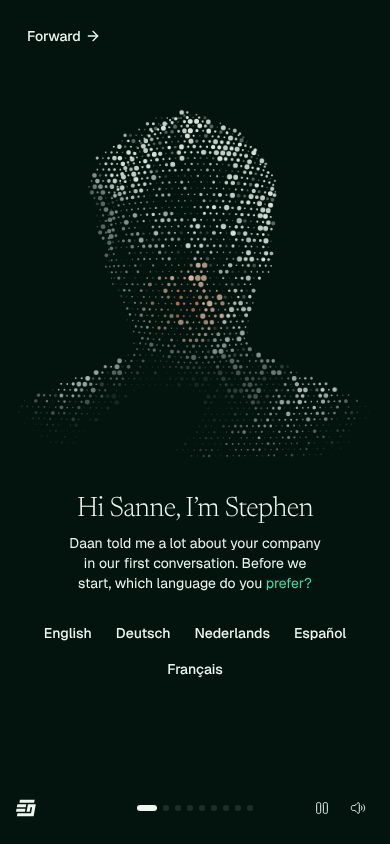 Forward →
Hi Sanne, I’m Stephen
Daan told me a lot about your company
in our first conversation. Before we
start, which language do you prefer?
English Deutsch Nederlands Español
Français